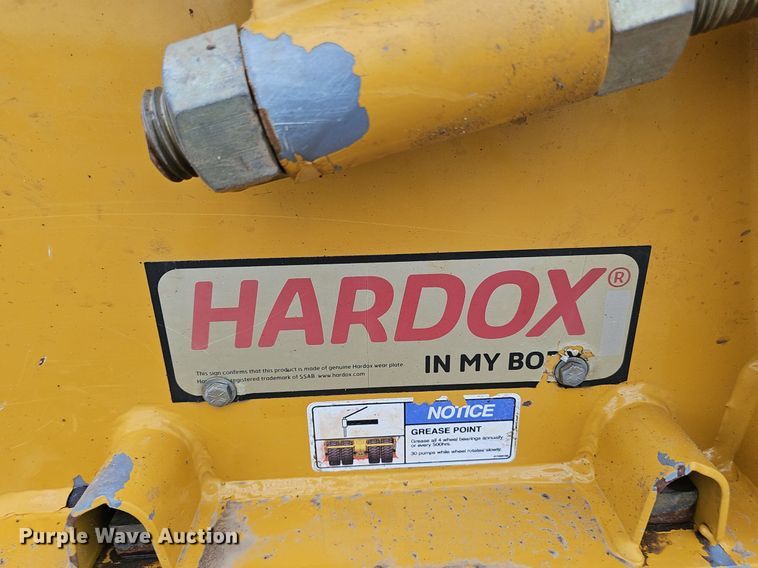 HARDOX®
IN MY BO
This sign confirms that this product is made of genuine Hardox wear plate.
registered trademark of SSAB. www.hardox.com
NOTICE
GREASE POINT
Grease all 4 wheel bearings annually
or every 500hrs.
30 pumps while wheel rotates slowly.
Purple Wave Auction